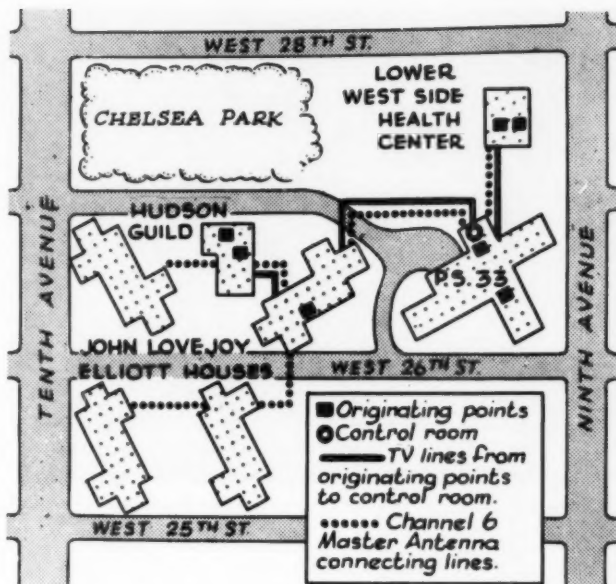 WEST 28TH ST.
LOWER
WEST SIDE
HEALTH
CENTER
CHELSEA PARK
HUDSON
GUILD
P.S. 33
TENTH AVENUE
NINTH AVENUE
JOHN LOVEJOY
ELLIOTT HOUSES
WEST 26TH ST.
Originating points
Control room
TV lines from
originating points
to control room.
Channel 6
Master Antenna
connecting lines.
WEST 25TH ST.